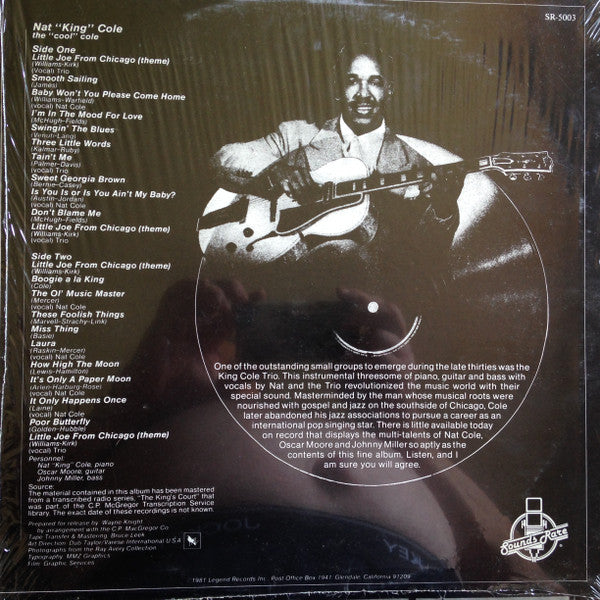 SR-5003
Nat "King" Cole
the "cool" cole
Side One
Little Joe From Chicago (theme)
(Williams-Kirk)
(Vocal) Trio
Smooth Sailing
(James)
Baby Won't You Please Come Home
(Williams-Warfield)
(vocal) Nat Cole
I'm In The Mood For Love
(McHugh-Fields)
Swingin' The Blues
(Venuti-Lang)
Three Little Words
(Kalmar-Ruby)
Tain't Me
(Palmer-Davis)
(vocal) Trio
Sweet Georgia Brown
(Bernie-Casey)
Is You Is or Is You Ain't My Baby?
(Austin-Jordan)
(vocal) Nat Cole
Don't Blame Me
(McHugh-Fields)
Little Joe From Chicago (theme)
(Williams-Kirk)
(vocal) Trio
Side Two
Little Joe From Chicago (theme)
(Williams-Kirk)
Boogie a la King
(Cole)
The Ol' Music Master
(Mercer)
(vocal) Nat Cole
These Foolish Things
(Marvell-Strachy-Link)
Miss Thing
(Basie)
Laura
(Raskin-Mercer)
(vocal) Nat Cole
How High The Moon
(Lewis-Hamilton)
It's Only A Paper Moon
(Arlen-Harburg-Rose)
(vocal) Nat Cole
It Only Happens Once
(Laine)
(vocal) Nat Cole
Poor Butterfly
(Golden-Hubble)
Little Joe From Chicago (theme)
(Williams-Kirk)
(vocal) Trio
Personnel:
Nat "King" Cole, piano
Oscar Moore, guitar
Johnny Miller, bass
Source:
The material contained in this album has been mastered
from a transcribed radio series, "The King's Court" that
was part of the C.P. McGregor Transcription Service
library. The exact date of these recordings is not known.
Prepared for release by Wayne Knight
by arrangement with the C.P. MacGregor Co.
Tape Transfer & Mastering Bruce Leek
Art Direction Dub Taylor/Varese International U.S.A.
Photographs from the Ray Avery Collection
Typography, MMZ Graphics
Film: Graphic Services
One of the outstanding small groups to emerge during the late thirties was the
King Cole Trio. This instrumental threesome of piano, guitar and bass with
vocals by Nat and the Trio revolutionized the music world with their
special sound. Masterminded by the man whose musical roots were
nourished with gospel and jazz on the southside of Chicago, Cole
later abandoned his jazz associations to pursue a career as an
international pop singing star. There is little available today
on record that displays the multi-talents of Nat Cole,
Oscar Moore and Johnny Miller so aptly as the
contents of this fine album. Listen, and I
am sure you will agree.
Sounds Rare
1981 Legend Records Inc. Post Office Box 1941, Glendale, California 91209